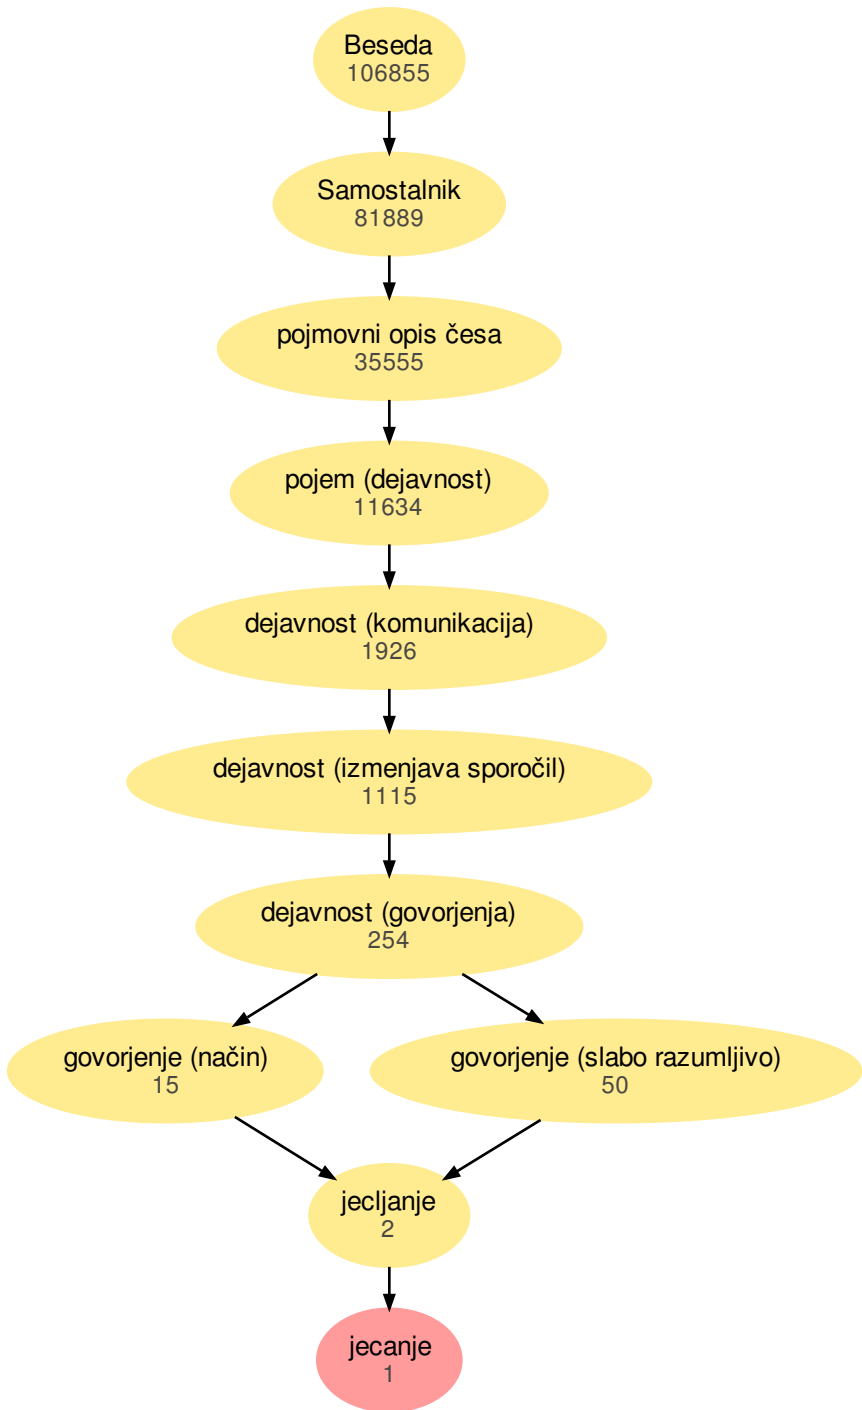 Beseda
106855
Samostalnik
81889
pojmovni opis česa
35555
pojem (dejavnost)
11634
dejavnost (komunikacija)
1926
dejavnost (izmenjava sporočil)
1115
dejavnost (govorjenja)
254
govorjenje (način)
15
govorjenje (slabo razumljivo)
50
jecljanje
2
jecanje
1